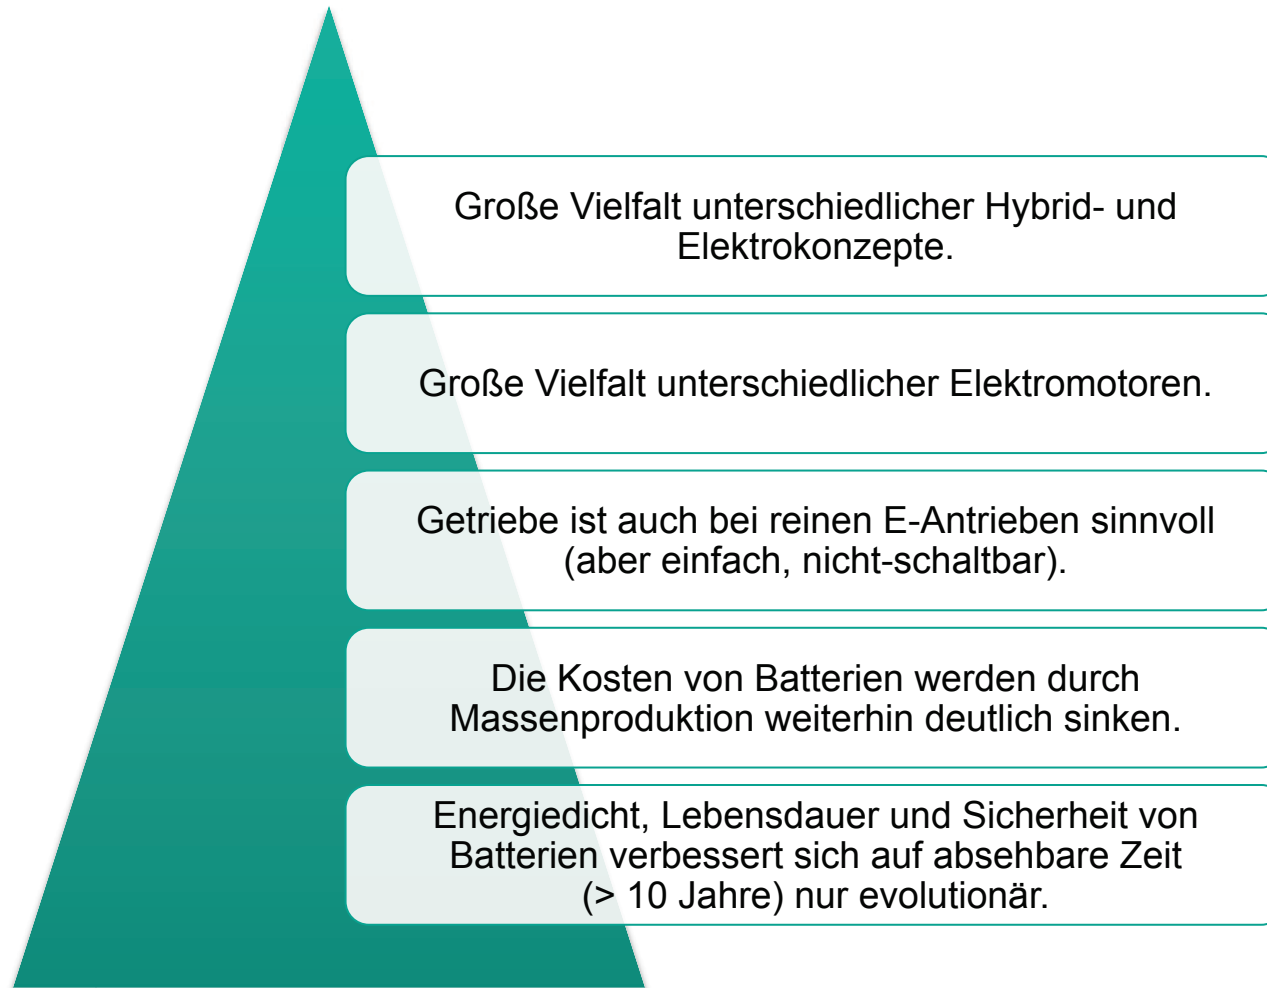 Große Vielfalt unterschiedlicher Hybrid- und
Elektrokonzepte.
Große Vielfalt unterschiedlicher Elektromotoren.
Getriebe ist auch bei reinen E-Antrieben sinnvoll
(aber einfach, nicht-schaltbar).
Die Kosten von Batterien werden durch
Massenproduktion weiterhin deutlich sinken.
Energiedicht, Lebensdauer und Sicherheit von
Batterien verbessert sich auf absehbare Zeit
(> 10 Jahre) nur evolutionär.